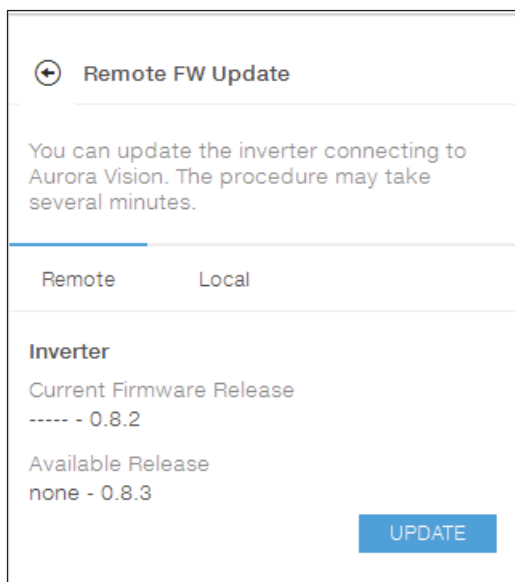 Remote FW Update
You can update the inverter connecting to
Aurora Vision. The procedure may take
several minutes.
Remote Local
Inverter
Current Firmware Release
----- - 0.8.2
Available Release
none - 0.8.3
UPDATE